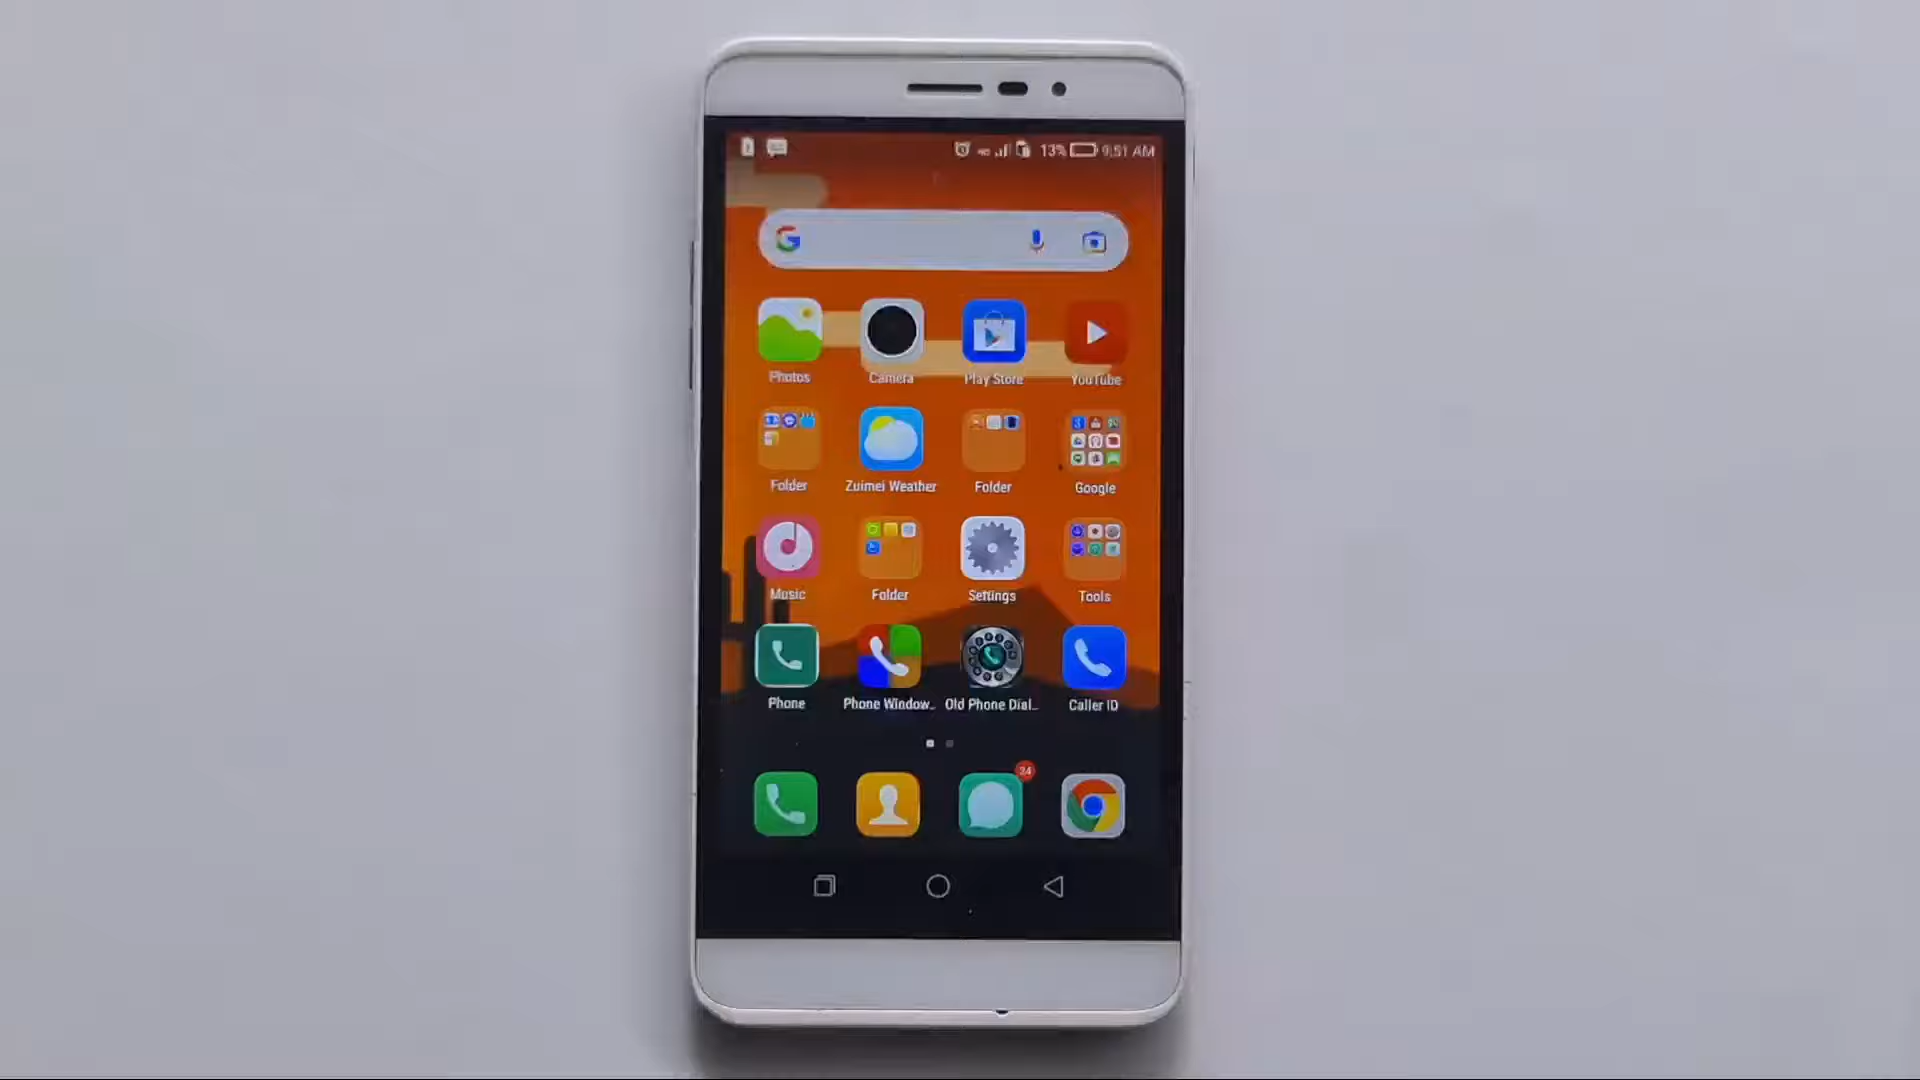 13% 9:51 AM
Photos Camera Play Store YouTube
Folder Zuimei Weather Folder Google
Music Folder Settings Tools
Phone Phone Window.. Old Phone Dial.. Caller ID
24